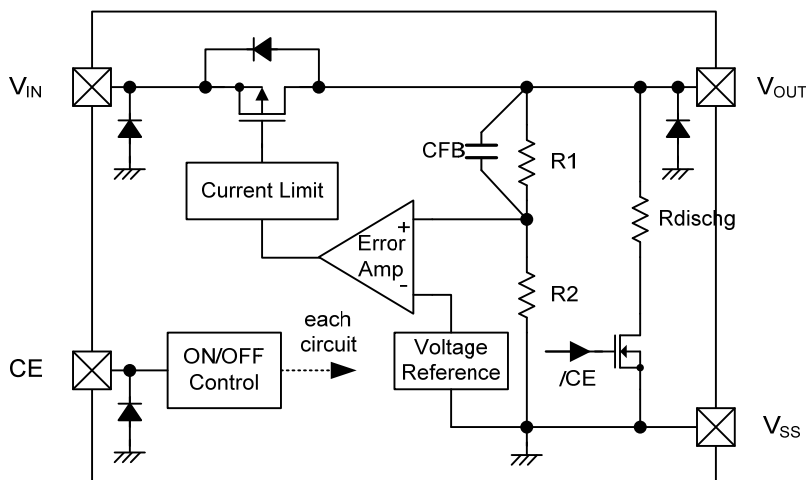 VIN
VOUT
CFB
R1
Current Limit
Rdischg
+
Error
Amp
-
R2
each
circuit
CE
ON/OFF
Control
Voltage
Reference
/CE
VSS